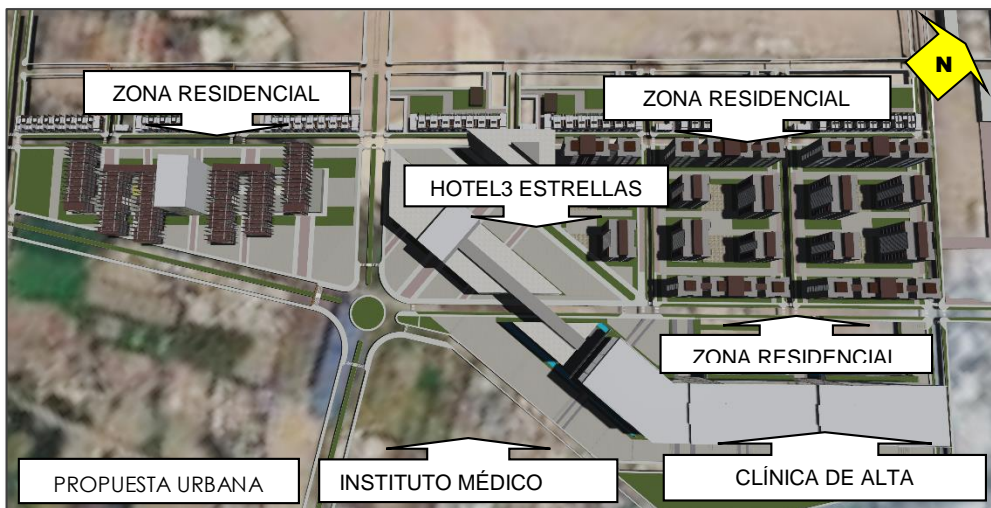 N
ZONA RESIDENCIAL
ZONA RESIDENCIAL
HOTEL3 ESTRELLAS
ZONA RESIDENCIAL
PROPUESTA URBANA
INSTITUTO MÉDICO
CLÍNICA DE ALTA